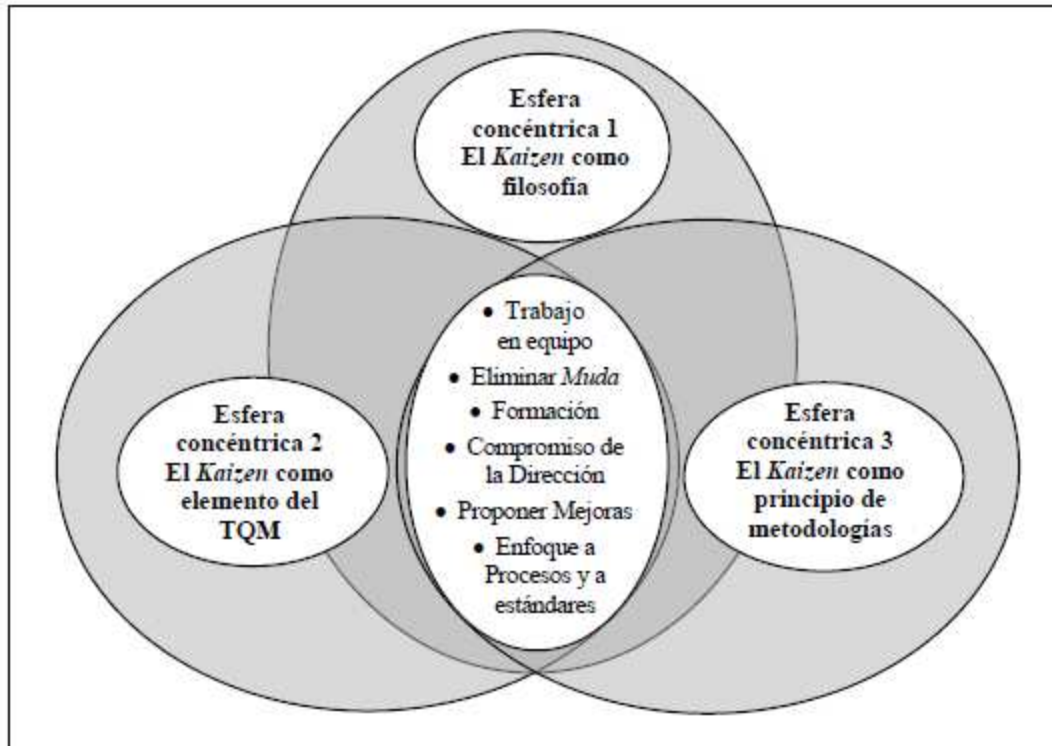 Esfera
concéntrica 1
El Kaizen como
filosofía
• Trabajo
en equipo
• Eliminar Muda
• Formación
• Compromiso de
la Dirección
• Proponer Mejoras
• Enfoque a
Procesos y a
estándares
Esfera
concéntrica 2
El Kaizen como
elemento del
TQM
Esfera
concéntrica 3
El Kaizen como
principio de
metodologías